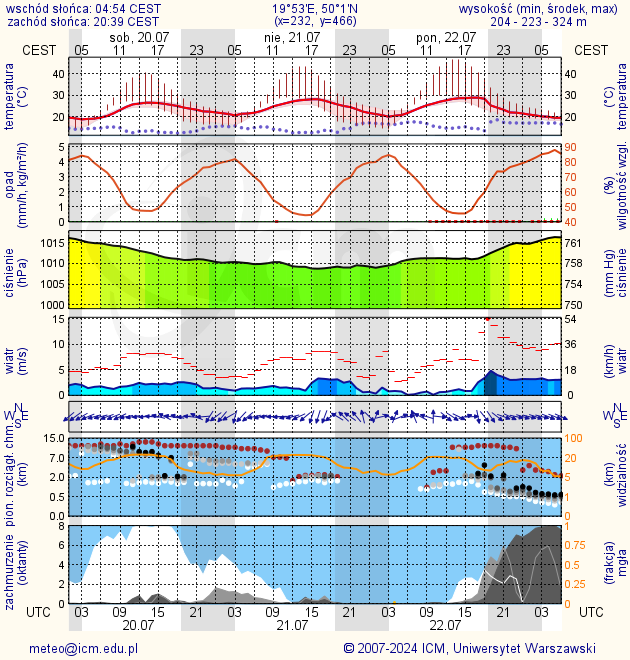 wschód słońca: 04:54 CEST 19°53'E, 50°1'N wysokość (min, środek, max)
zachód słońca: 20:39 CEST (x=232, y=466) 204 - 223 - 324 m
sob, 20.07 nie, 21.07 pon, 22.07
CEST 05 11 17 23 05 11 17 23 05 11 17 23 05 CEST
temperatura (°C)
40 30 20
40 30 20
temperatura (°C)
opad (mm/h, kg/m²/h)
5 4 3 2 1 0
90 80 70 60 50 40
(%) wilgotność wzgl.
ciśnienie (hPa)
1015 1010 1005 1000
761 758 754 750
(mm Hg) ciśnienie
wiatr (m/s)
15 10 5 0
54 36 18 0
(km/h) wiatr
N W E S
N W E S
pion. rozciągł. chm. (km)
15.0 7.0 2.0 0.5 0.0
100 20 5 1 0
(km) widzialność
zachmurzenie (oktanty)
8 6 4 2 0
1 0.75 0.5 0.25 0
(frakcja) mgła
UTC 03 09 15 21 03 09 15 21 03 09 15 21 03 UTC
20.07 21.07 22.07
meteo@icm.edu.pl © 2007-2024 ICM, Uniwersytet Warszawski